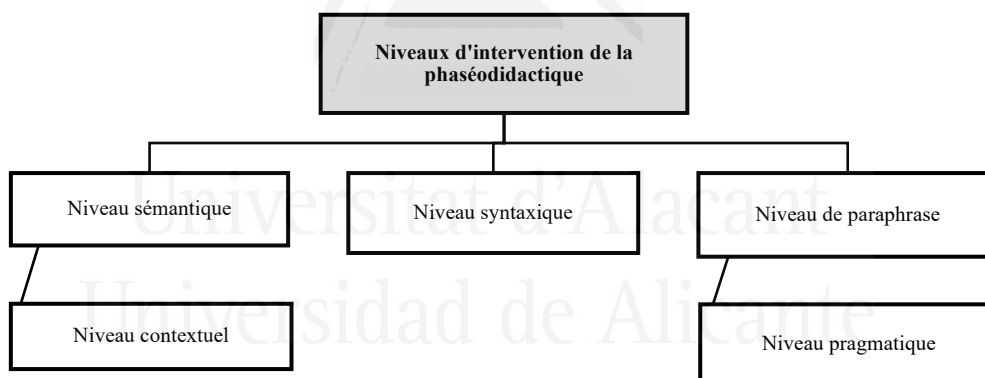 Niveaux d'intervention de la
phaséodidactique
Niveau sémantique
Niveau syntaxique
Niveau de paraphrase
Niveau contextuel
Niveau pragmatique
Universitat d'Alacant
Universidad de Alicante